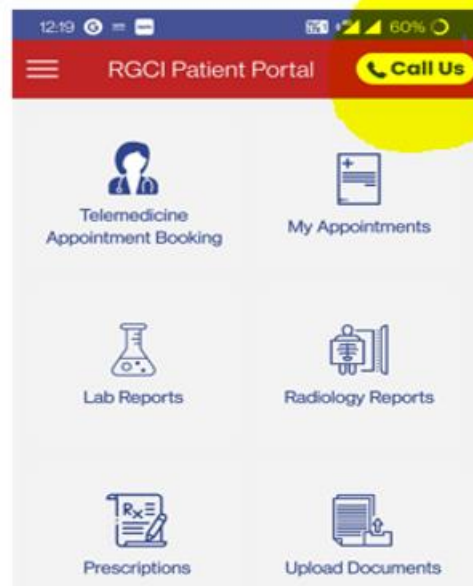 12:19 G 60%
RGCI Patient Portal Call Us
Telemedicine
Appointment Booking
My Appointments
Lab Reports
Radiology Reports
Rx
Prescriptions
Upload Documents